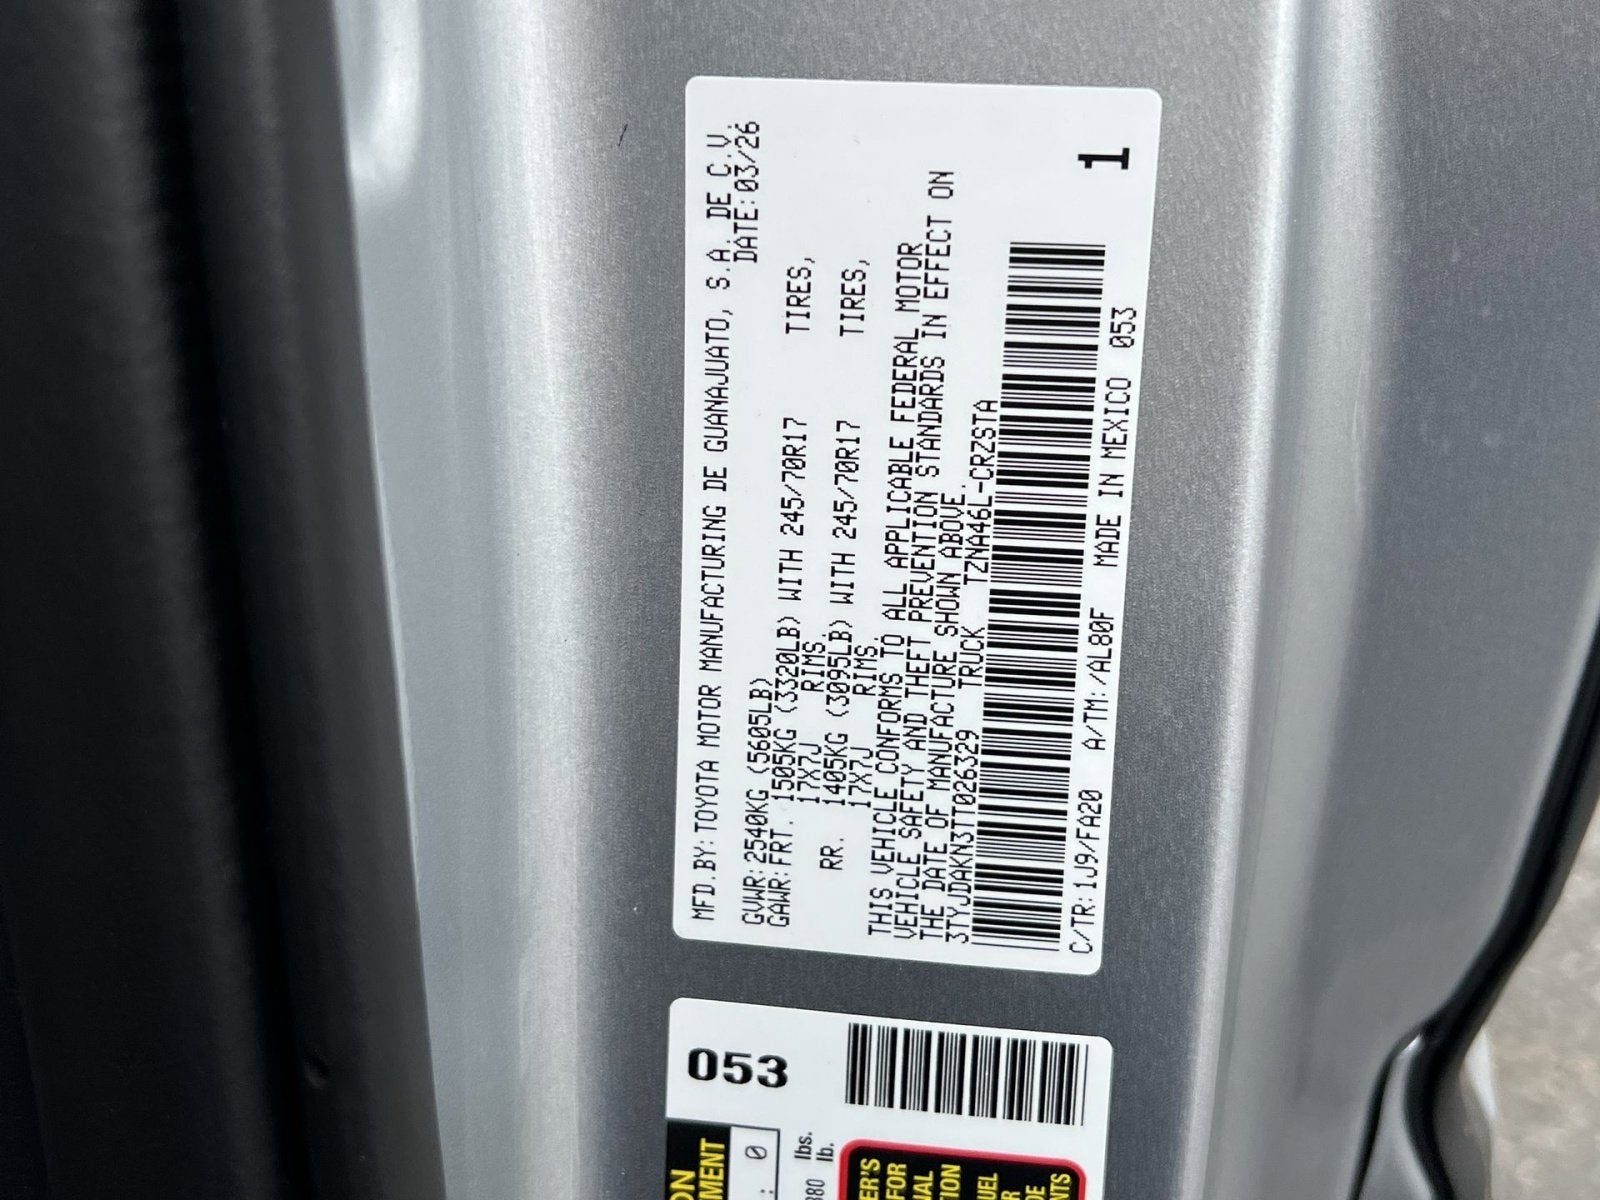 MFD.BY:TOYOTA MOTOR MANUFACTURING DE GUANAJUATO, S.A. DE C.V.
DATE:03/26
GVWR:2540KG (5605LB)
GAWR:FRT. 1505KG (3320LB) WITH 245/70R17 TIRES,
17X7J RIMS.
RR. 1405KG (3095LB) WITH 245/70R17 TIRES,
17X7J RIMS.
THIS VEHICLE CONFORMS TO ALL APPLICABLE FEDERAL MOTOR
VEHICLE SAFETY AND THEFT PREVENTION STANDARDS IN EFFECT ON
THE DATE OF MANUFACTURE SHOWN ABOVE.
3TYJDAKN3TT026329 TRUCK TZNA46L-CRZSTA
C/TR:1J9/FA20 A/TM:/AL80F MADE IN MEXICO 053
1
053
0
lbs.
lb.